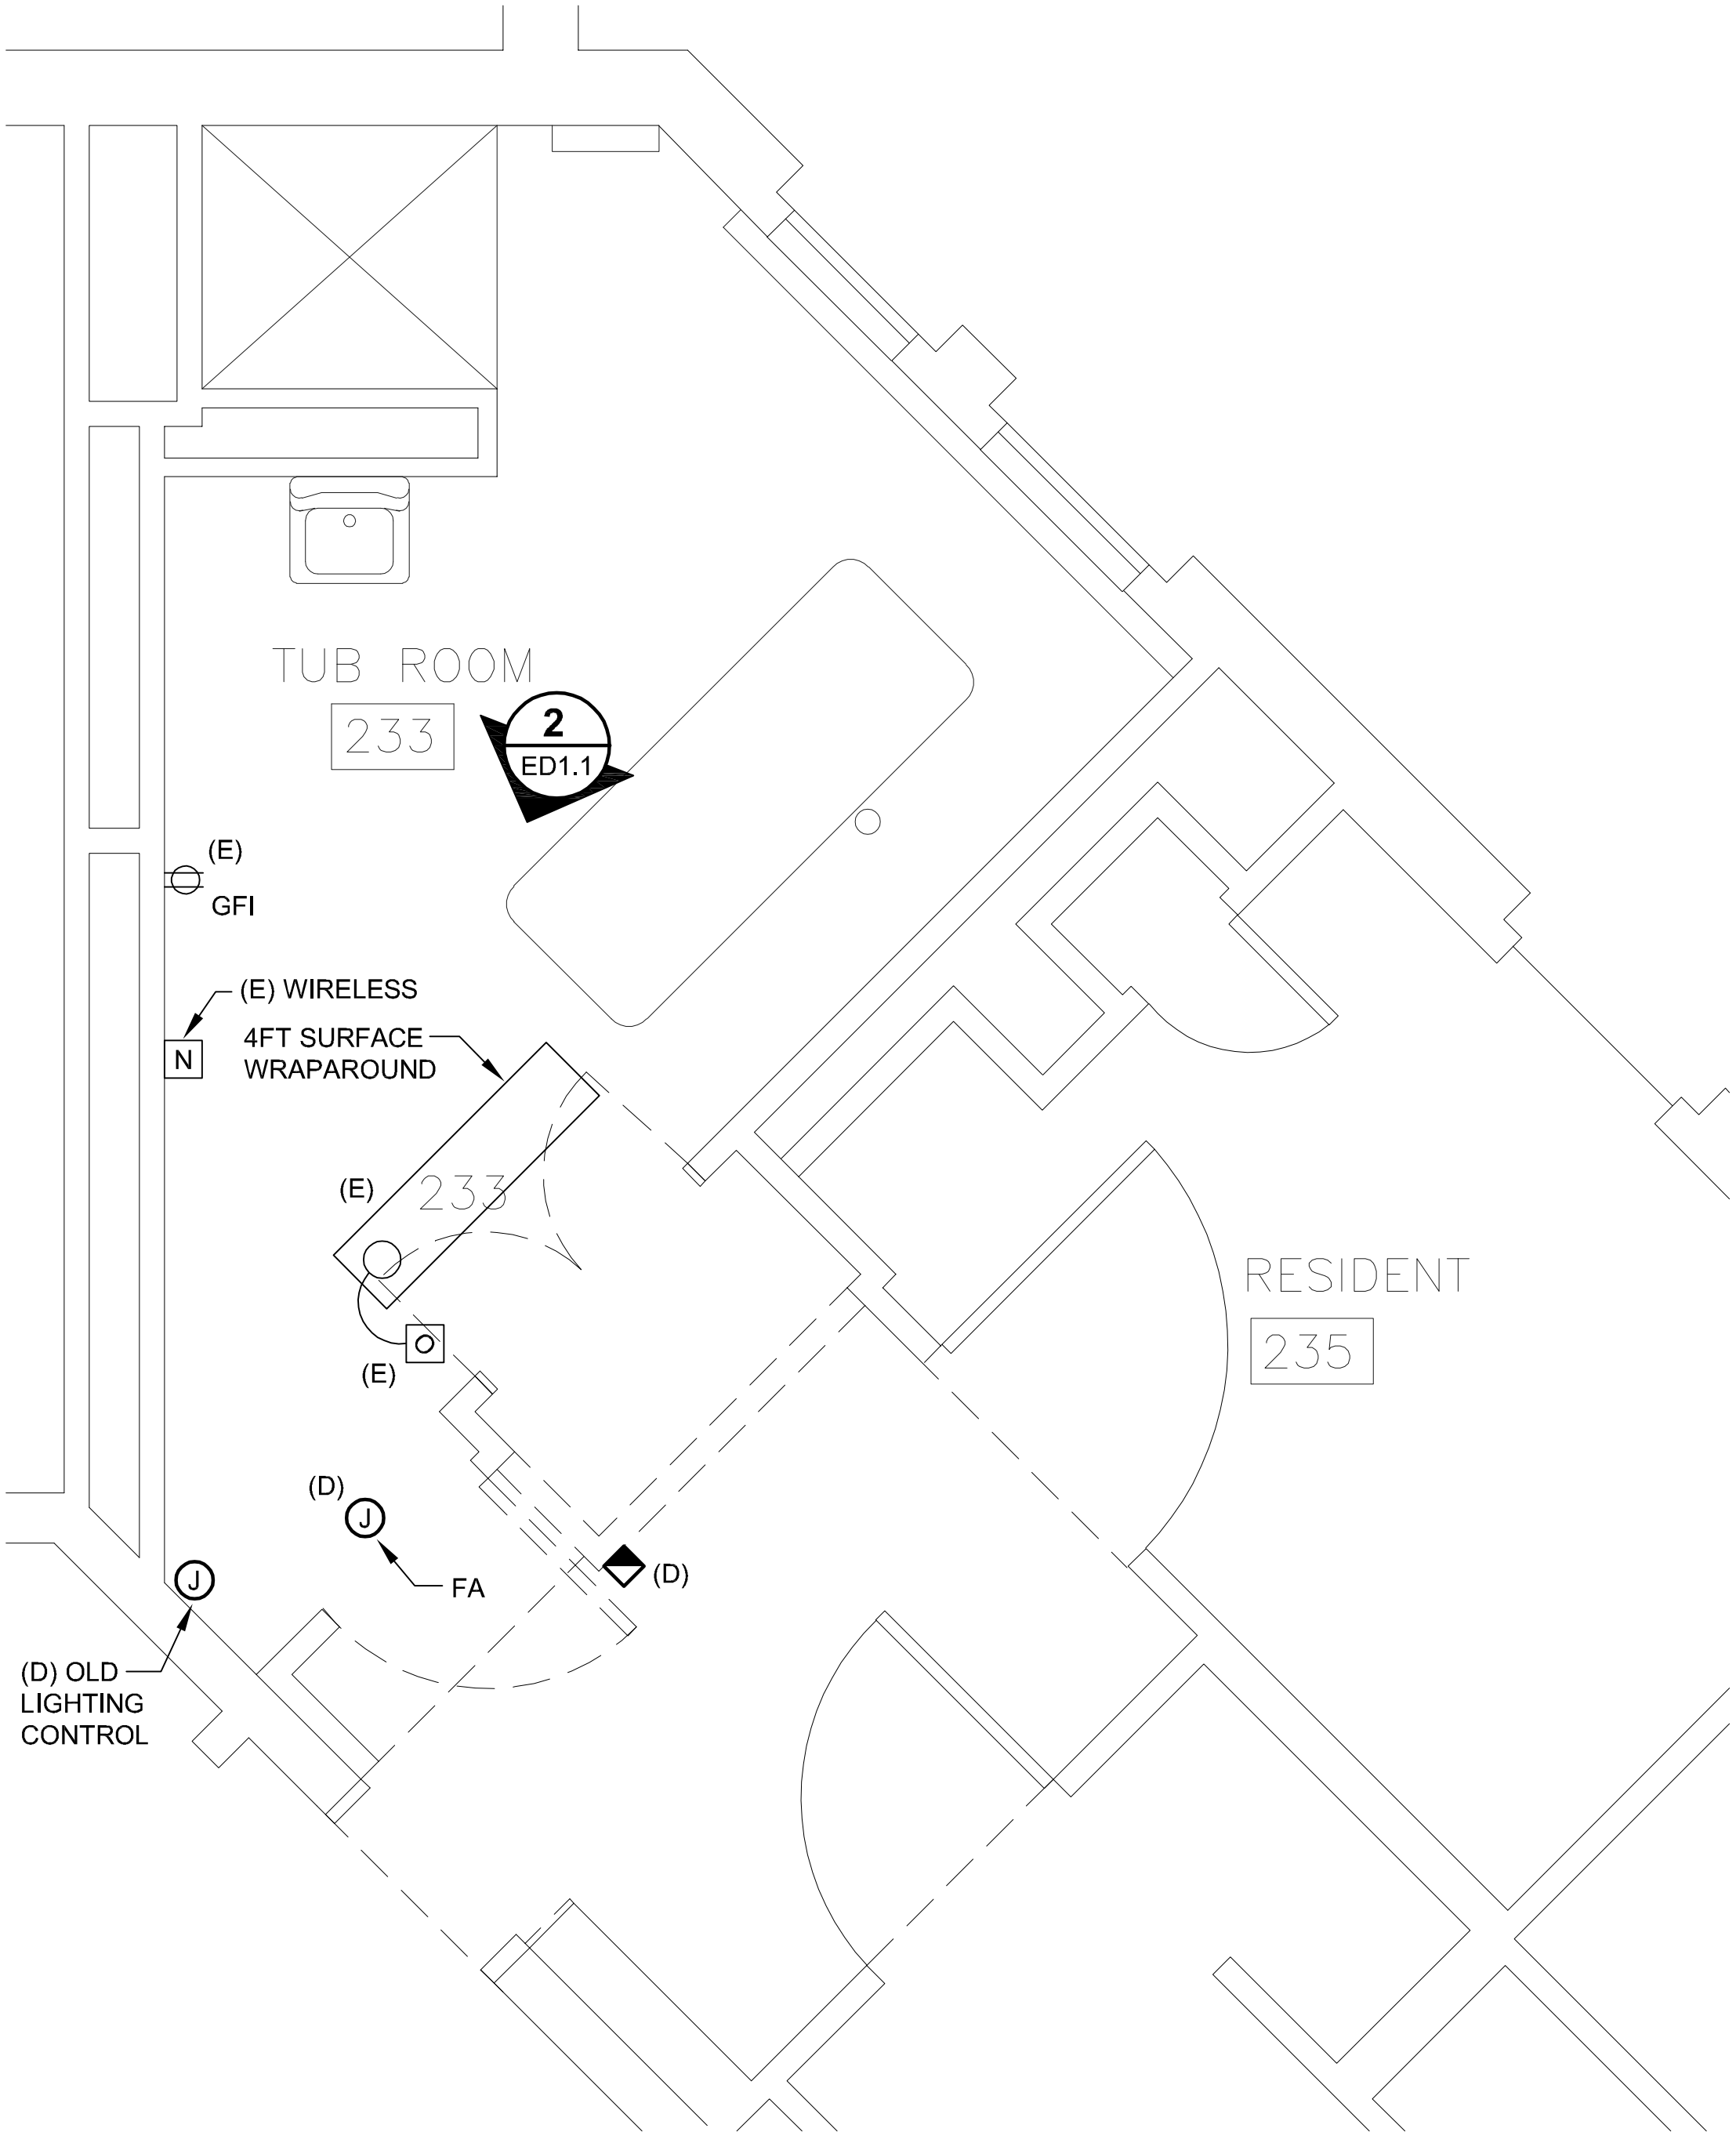 TUB ROOM
233
2
ED1.1
(E)
GFI
(E) WIRELESS
N
4FT SURFACE
WRAPAROUND
(E)
233
(E)
RESIDENT
235
(D)
J
FA
(D)
J
(D) OLD
LIGHTING
CONTROL